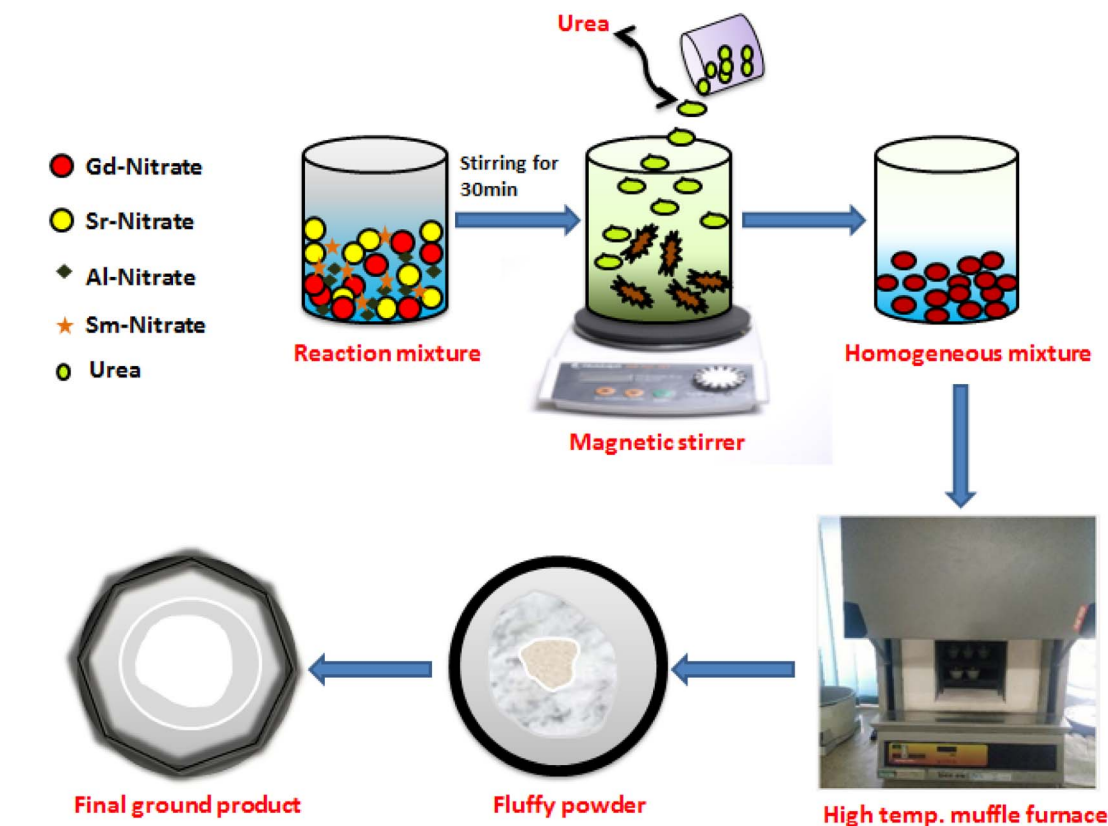 Urea
Gd-Nitrate
Sr-Nitrate
Al-Nitrate
Sm-Nitrate
Urea
Stirring for
30min
Reaction mixture
Magnetic stirrer
Homogeneous mixture
High temp. muffle furnace
Fluffy powder
Final ground product